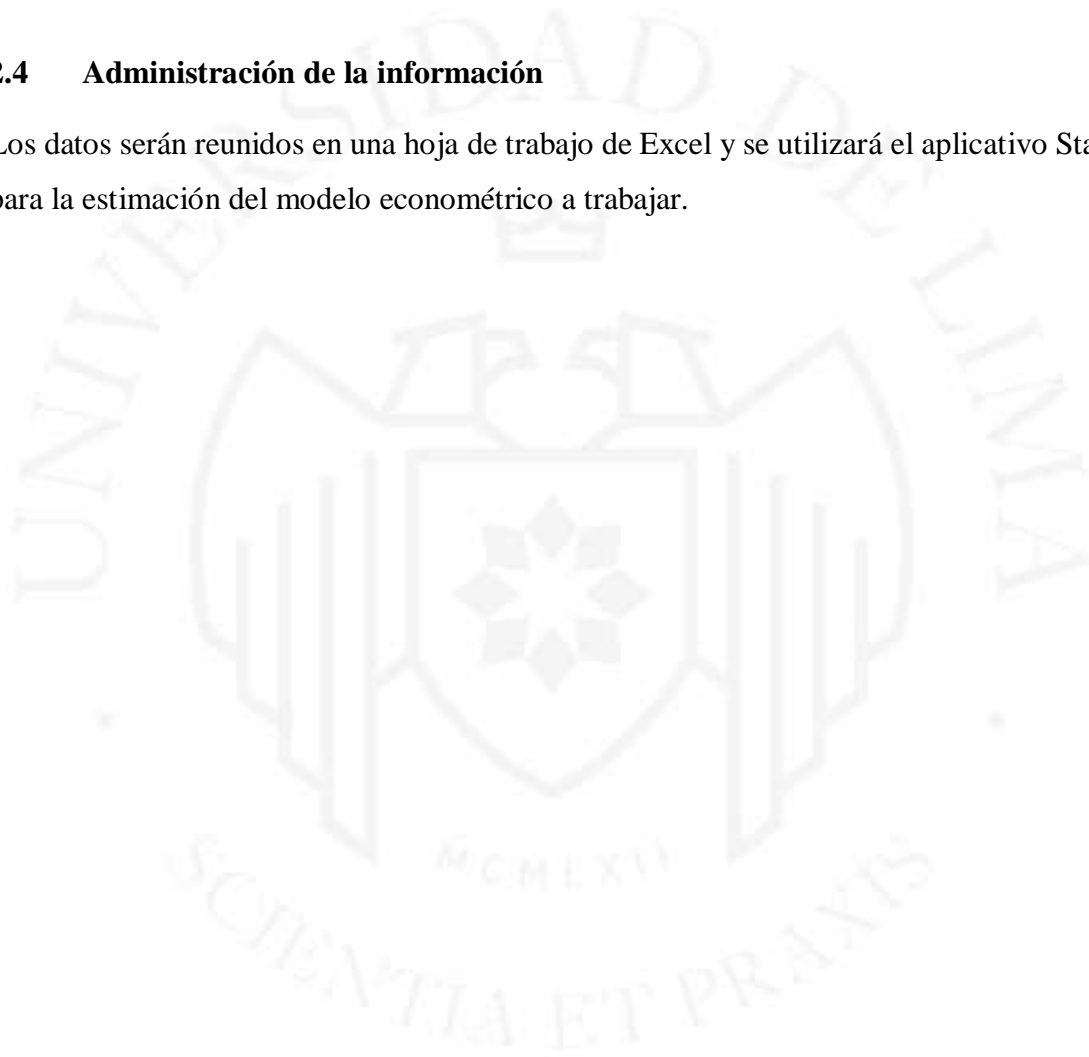 2.4 Administración de la información
Los datos serán reunidos en una hoja de trabajo de Excel y se utilizará el aplicativo Sta
para la estimación del modelo econométrico a trabajar.
UNIVERSIDAD DE LIMA
MCMLXII
SCIENTIA ET PRAXIS